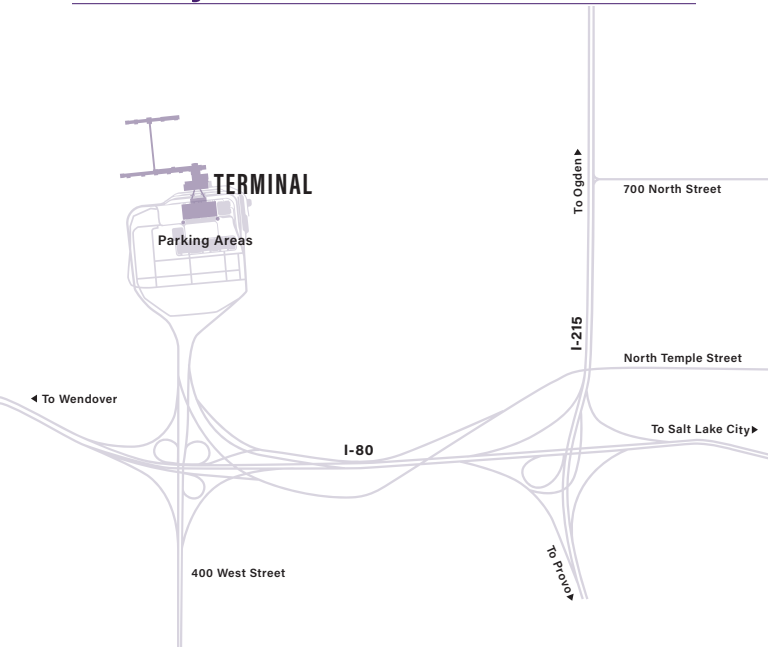 To Ogden▶
TERMINAL
700 North Street
Parking Areas
I-215
North Temple Street
◀ To Wendover
To Salt Lake City▶
I-80
To Provo▶
400 West Street